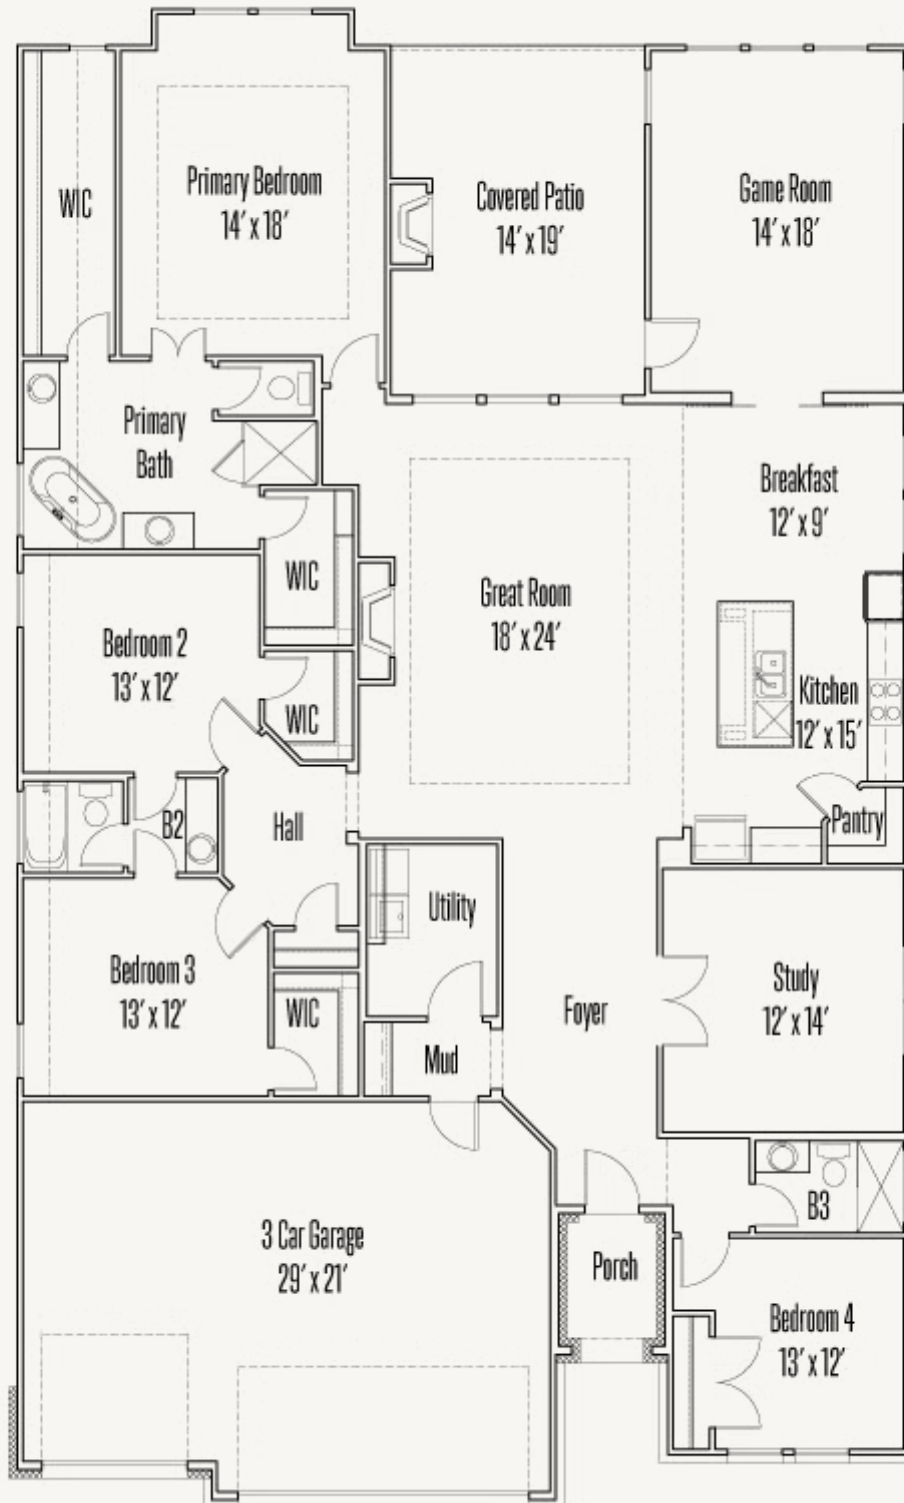 WIC
Primary Bedroom
14' x 18'
Covered Patio
14' x 19'
Game Room
14' x 18'
Primary
Bath
Breakfast
12' x 9'
WIC
Great Room
18' x 24'
Bedroom 2
13' x 12'
WIC
Kitchen
12' x 15'
B2
Hall
Pantry
Utility
Bedroom 3
13' x 12'
WIC
Study
12' x 14'
Foyer
Mud
B3
3 Car Garage
29' x 21'
Porch
Bedroom 4
13' x 12'